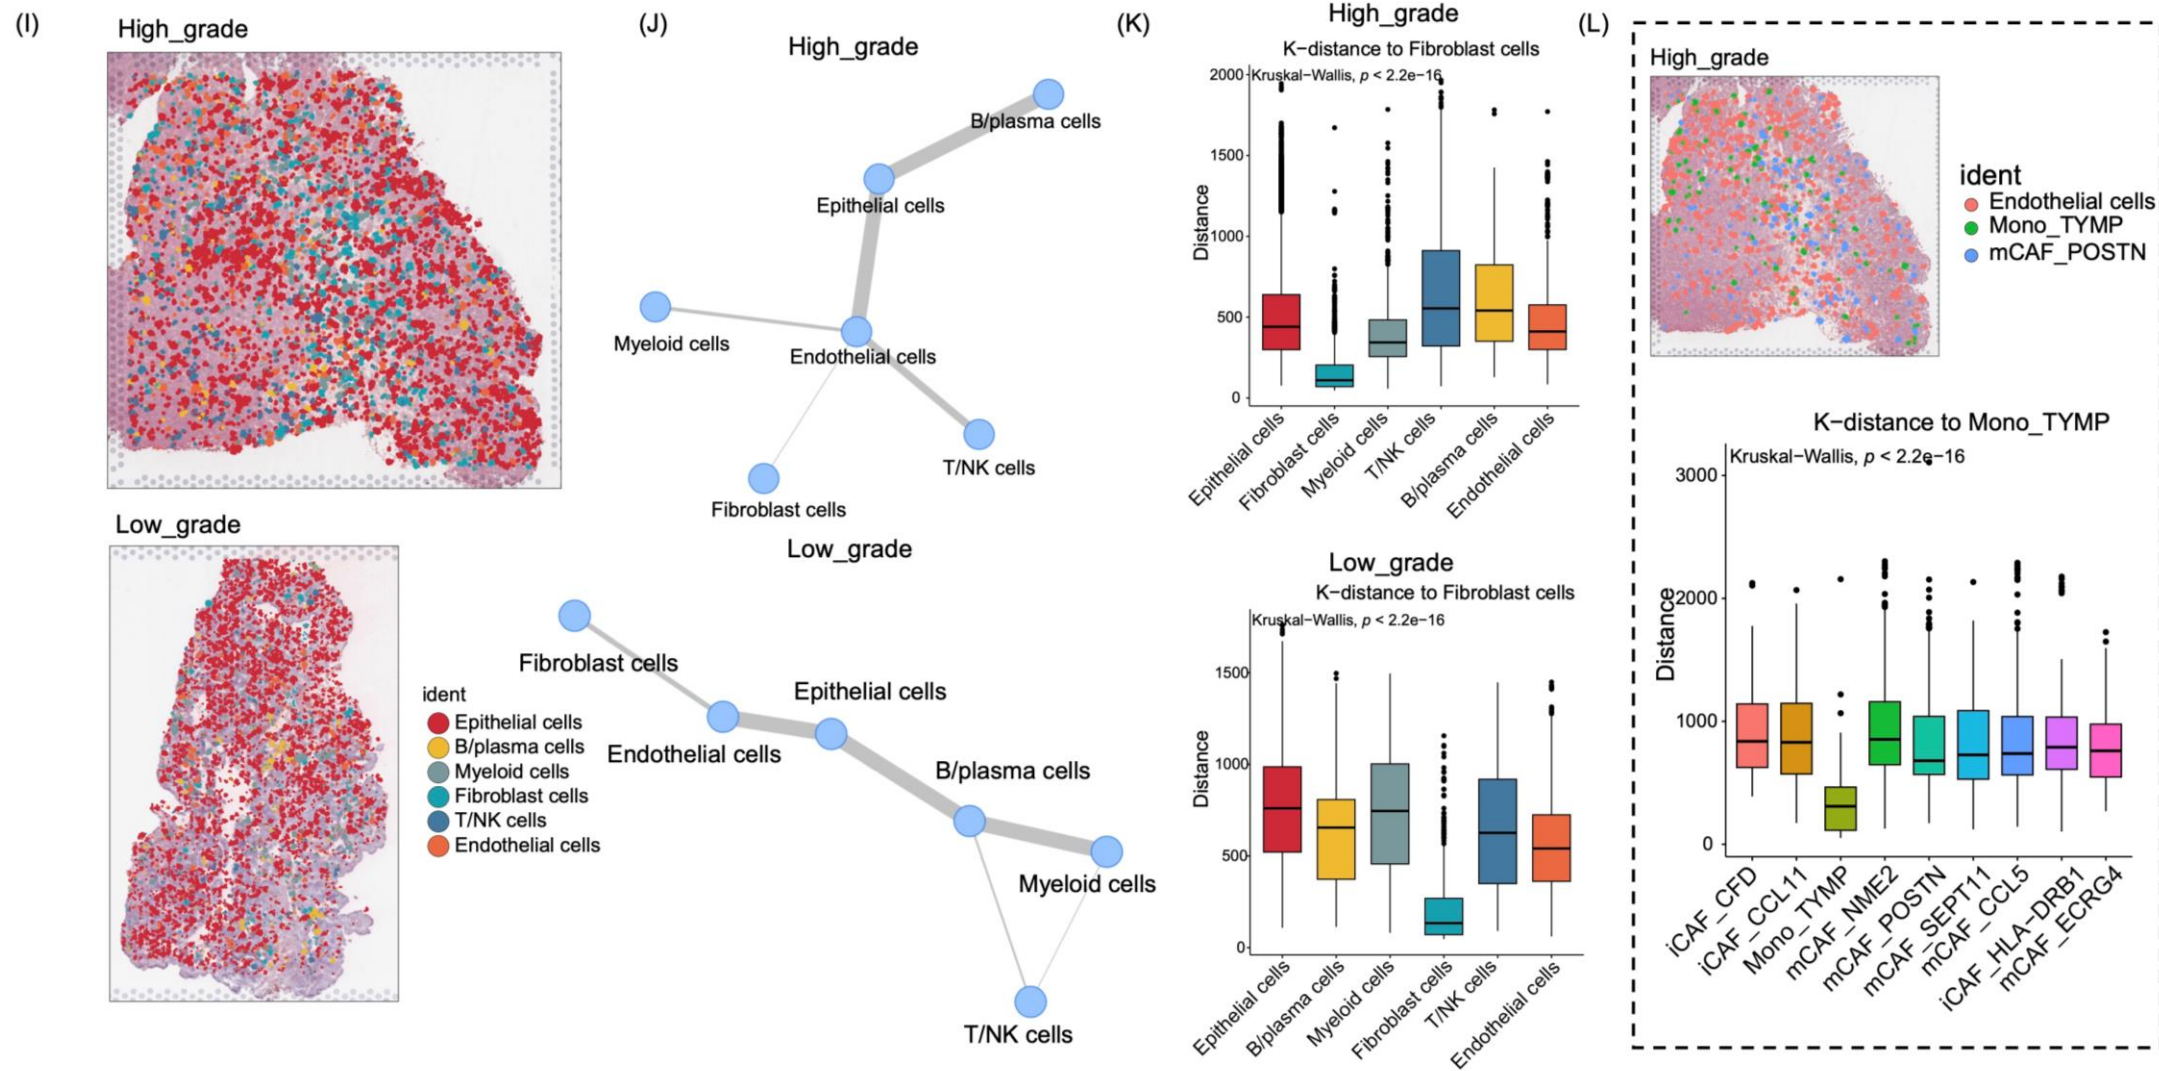 (I)
High_grade
Low_grade
ident
Epithelial cells
B/plasma cells
Myeloid cells
Fibroblast cells
T/NK cells
Endothelial cells
(J)
High_grade
B/plasma cells
Epithelial cells
Myeloid cells
Endothelial cells
T/NK cells
Fibroblast cells
Low_grade
Fibroblast cells
Epithelial cells
Endothelial cells
B/plasma cells
Myeloid cells
T/NK cells
(K)
High_grade
K−distance to Fibroblast cells
Kruskal−Wallis, p < 2.2e−16
Distance
2000
1500
1000
500
0
Epithelial cells
Fibroblast cells
Myeloid cells
T/NK cells
B/plasma cells
Endothelial cells
Low_grade
K−distance to Fibroblast cells
Kruskal−Wallis, p < 2.2e−16
Distance
1500
1000
500
0
Epithelial cells
B/plasma cells
Myeloid cells
Fibroblast cells
T/NK cells
Endothelial cells
(L)
High_grade
ident
Endothelial cells
Mono_TYMP
mCAF_POSTN
K−distance to Mono_TYMP
Kruskal−Wallis, p < 2.2e−16
Distance
3000
2000
1000
0
iCAF_CFD
iCAF_CCL11
Mono_TYMP
mCAF_NME2
mCAF_POSTN
mCAF_SEPT11
mCAF_CCL5
iCAF_HLA−DRB1
mCAF_ECRG4